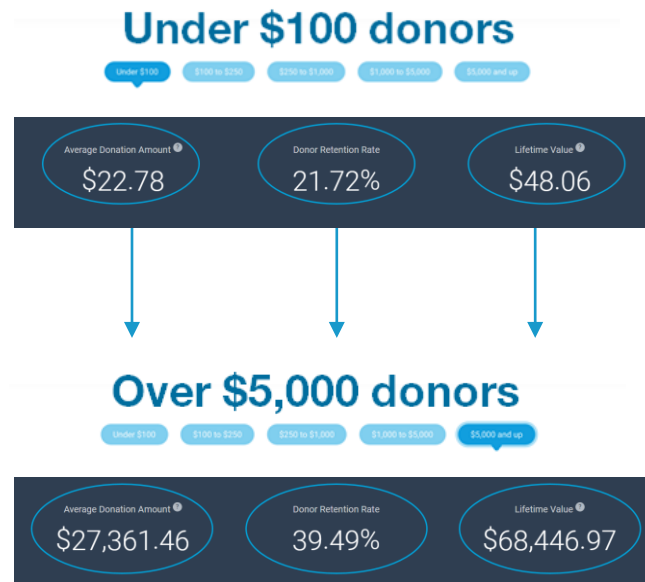 Under $100 donors
Under $100 $100 to $250 $250 to $1,000 $1,000 to $5,000 $5,000 and up
Average Donation Amount ? Donor Retention Rate Lifetime Value ?
$22.78 21.72% $48.06
Over $5,000 donors
Under $100 $100 to $250 $250 to $1,000 $1,000 to $5,000 $5,000 and up
Average Donation Amount ? Donor Retention Rate Lifetime Value ?
$27,361.46 39.49% $68,446.97